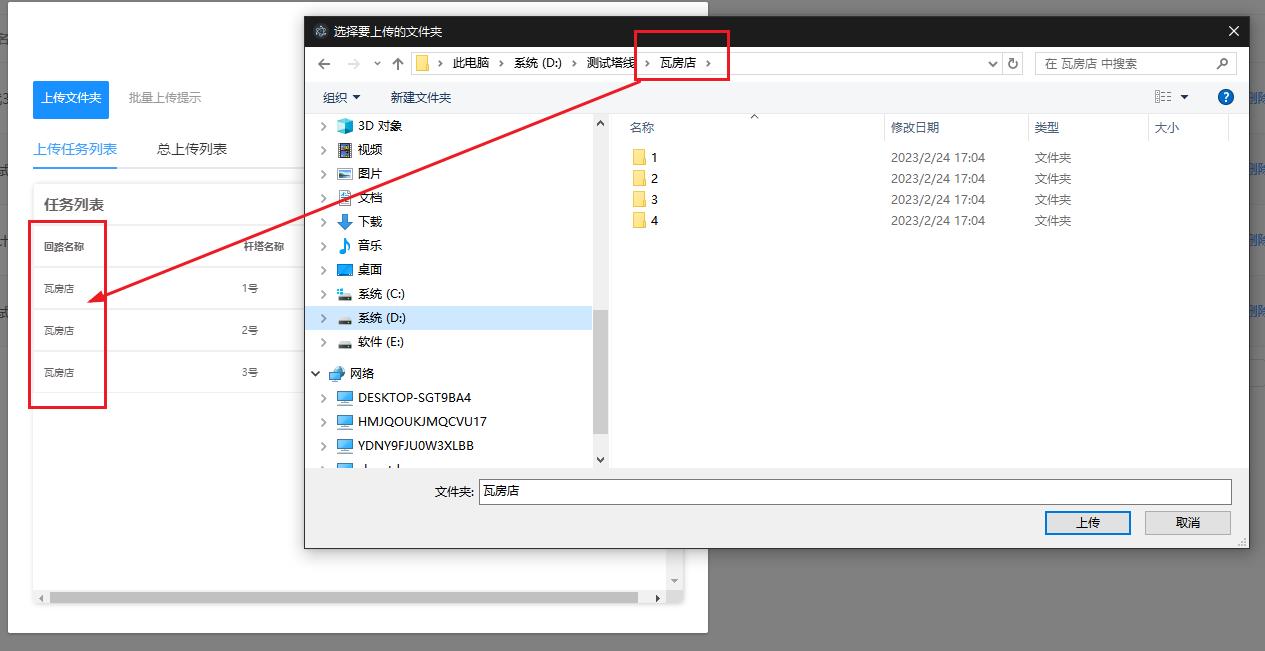 选择要上传的文件夹
此电脑 系统 (D:) 测试塔线 瓦房店
在 瓦房店 中搜索
组织 新建文件夹
3D 对象
视频
图片
文档
下载
音乐
桌面
系统 (C:)
系统 (D:)
软件 (E:)
网络
DESKTOP-SGT9BA4
HMJQOUKJMQCVU17
YDNY9FJU0W3XLBB
名称 修改日期 类型 大小
1 2023/2/24 17:04 文件夹
2 2023/2/24 17:04 文件夹
3 2023/2/24 17:04 文件夹
4 2023/2/24 17:04 文件夹
文件夹: 瓦房店
上传 取消
上传文件夹 批量上传提示
上传任务列表 总上传列表
任务列表
回路名称 杆塔名称
瓦房店 1号
瓦房店 2号
瓦房店 3号